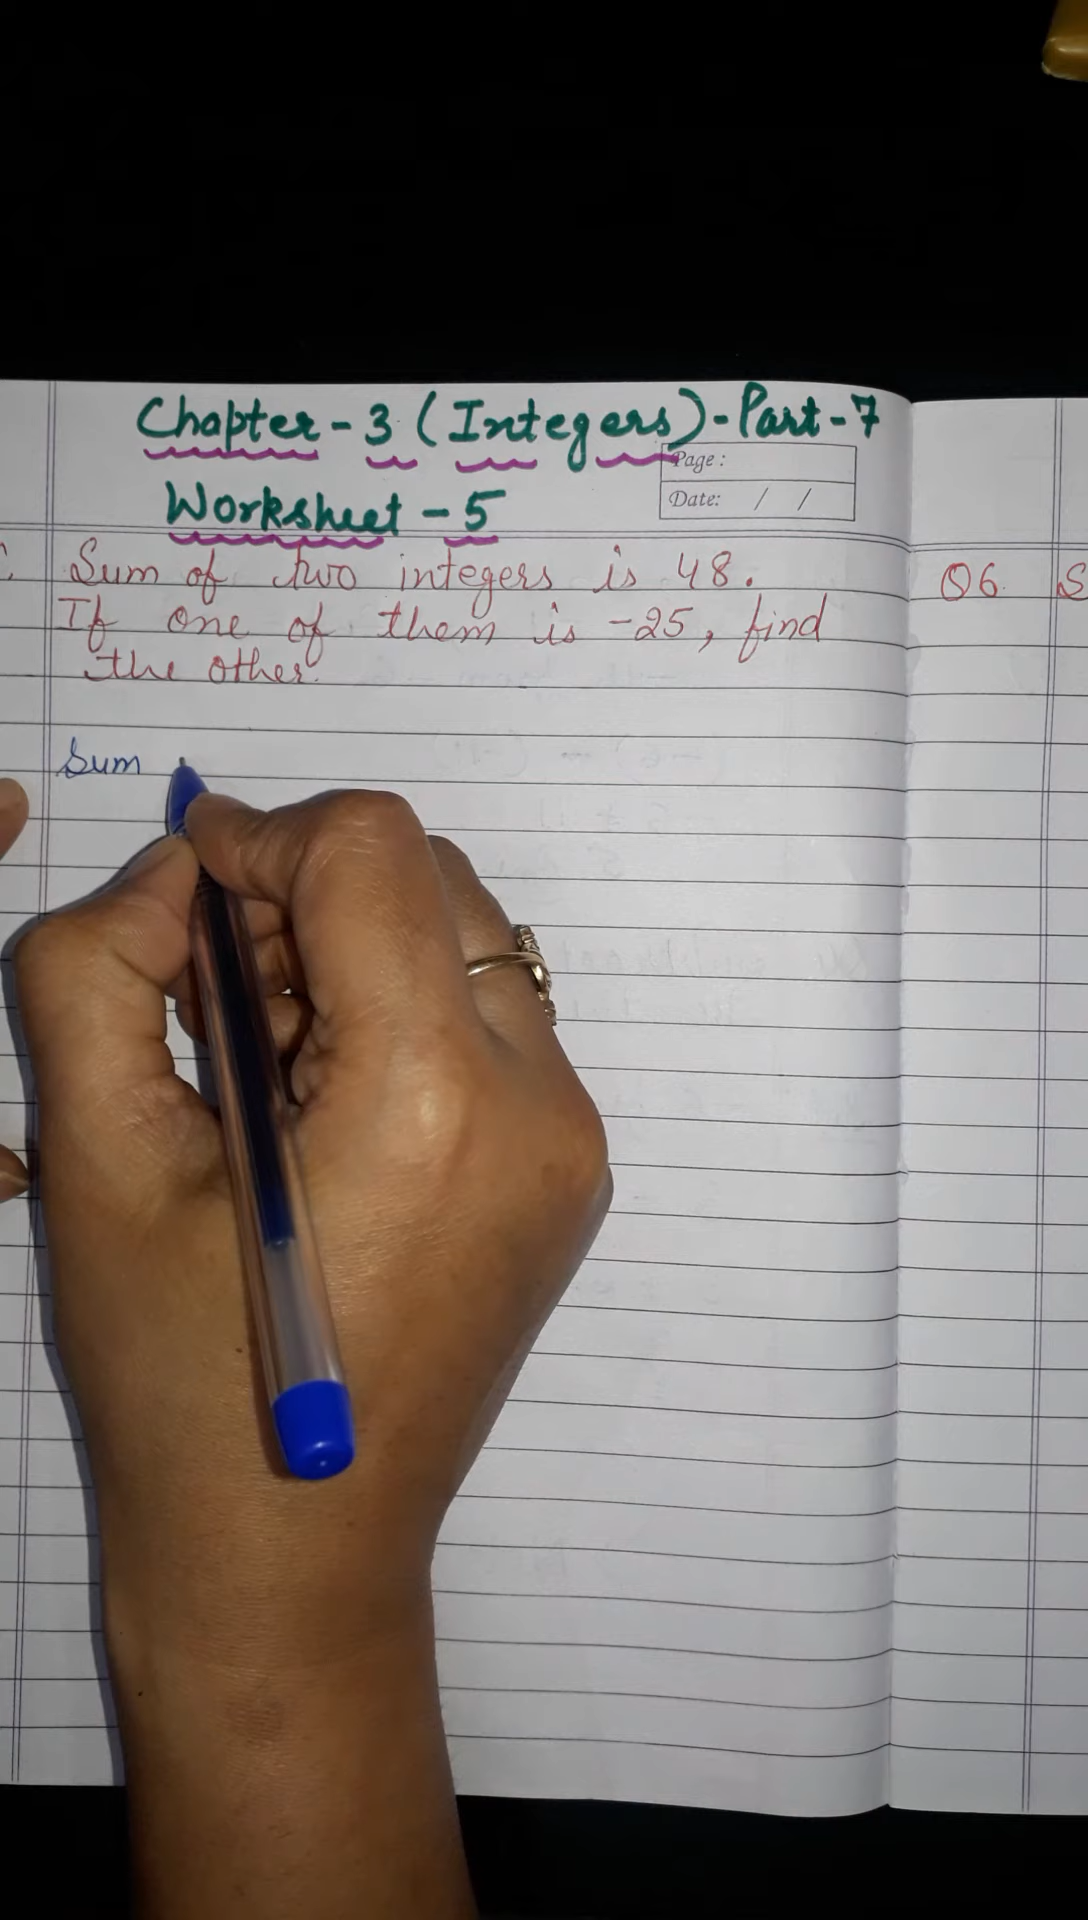 Chapter - 3 (Integers) - Part - 7
Page :
Worksheet - 5
Date: / /
Sum of two integers is 48.
If one of them is -25, find
the other.
Sum
Q6. S